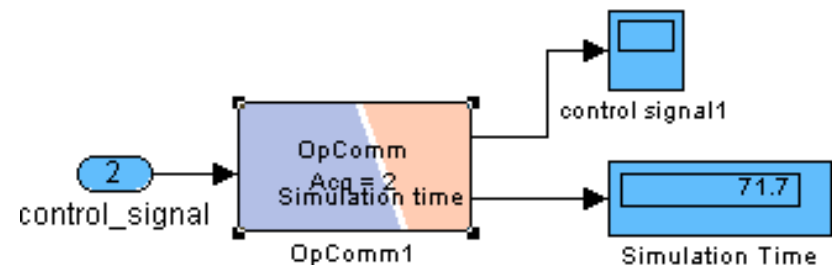 control signal1
OpComm
2
Acq = 2
71.7
Simulation time
control_signal
OpComm1
Simulation Time